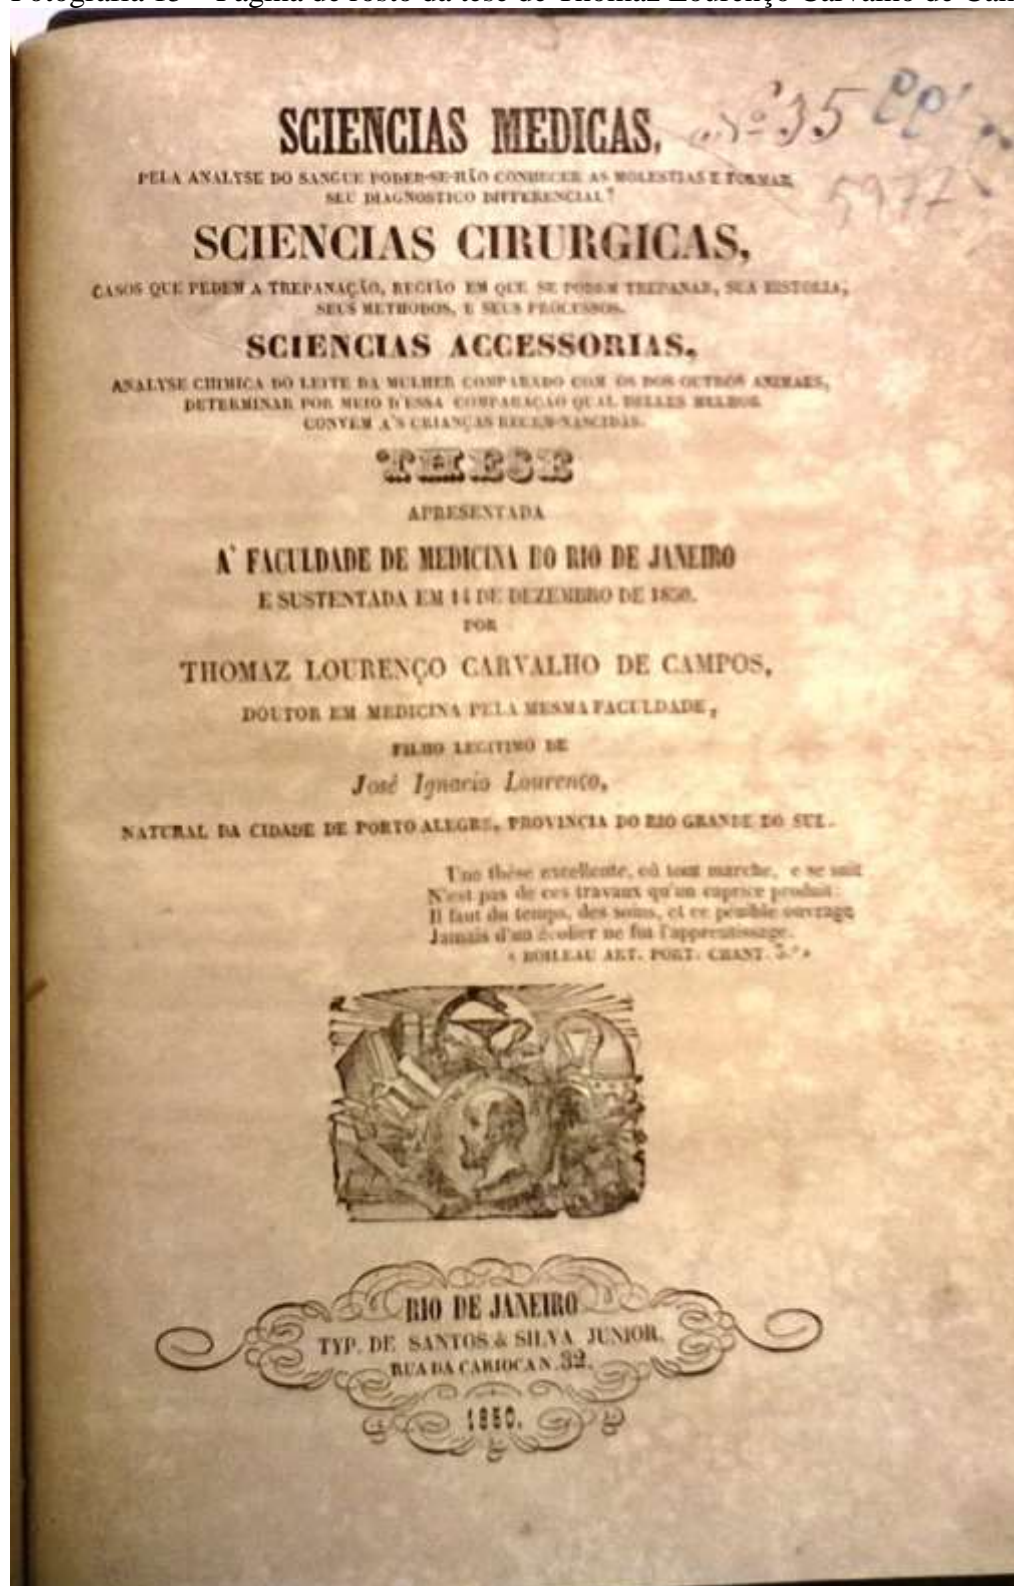 Fotografia 13 – Página de rosto da tese de Thomaz Lourenço Carvalho de Cam
SCIENCIAS MEDICAS,
Nº 35
5977
PELA ANALYSE DO SANGUE PODER-SE-HÃO CONHECER AS MOLESTIAS E FORMAR
SEU DIAGNOSTICO DIFFERENCIAL?
SCIENCIAS CIRURGICAS,
CASOS QUE PEDEM A TREPANAÇÃO, REGIÃO EM QUE SE PODEM TREPANAR, SUA HISTORIA,
SEUS METHODOS, E SEUS PROCESSOS.
SCIENCIAS ACCESSORIAS,
ANALYSE CHIMICA DO LEITE DA MULHER COMPARADO COM OS DOS OUTROS ANIMAES,
DETERMINAR POR MEIO D'ESSA COMPARAÇÃO QUAL DELLES MELHOR
CONVEM A'S CRIANÇAS RECEM-NASCIDAS.
THESE
APRESENTADA
A' FACULDADE DE MEDICINA DO RIO DE JANEIRO
E SUSTENTADA EM 14 DE DEZEMBRO DE 1850.
POR
THOMAZ LOURENÇO CARVALHO DE CAMPOS,
DOUTOR EM MEDICINA PELA MESMA FACULDADE,
FILHO LEGITIMO DE
José Ignacio Lourenço,
NATURAL DA CIDADE DE PORTO ALEGRE, PROVINCIA DO RIO GRANDE DO SUL.
Une thése excellente, où tout marche, e se suit
N'est pas de ces travaux qu'un caprice produit:
Il faut du temps, des soins, et ce penible ouvrage
Jamais d'un écolier ne fut l'apprentissage.
« BOILEAU ART. POET. CHANT. 3.º»
RIO DE JANEIRO
TYP. DE SANTOS & SILVA JUNIOR.
RUA DA CARIOCA N. 32.
1850.